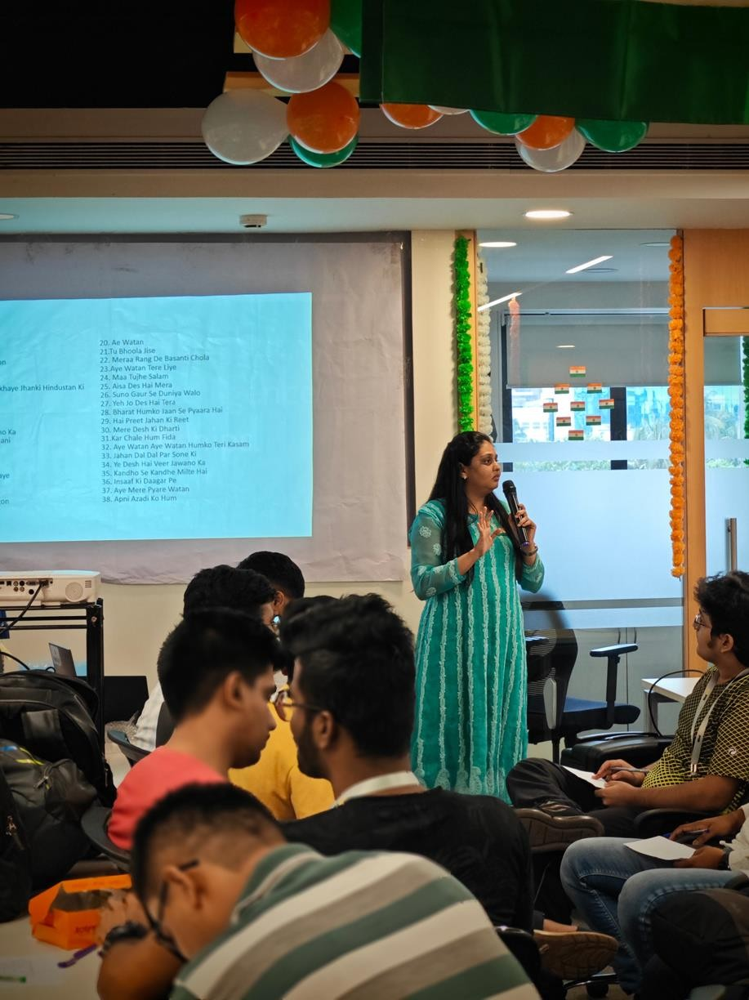 on
khaye Jhanki Hindustan Ki
no Ka
ani
aye
gon
20. Ae Watan
21.Tu Bhoola Jise
22. Meraa Rang De Basanti Chola
23.Aye Watan Tere Liye
24. Maa Tujhe Salam
25. Aisa Des Hai Mera
26. Suno Gaur Se Duniya Walo
27. Yeh Jo Des Hai Tera
28. Bharat Humko Jaan Se Pyaara Hai
29. Hai Preet Jahan Ki Reet
30. Mere Desh Ki Dharti
31.Kar Chale Hum Fida
32. Aye Watan Aye Watan Humko Teri Kasam
33. Jahan Dal Dal Par Sone Ki
34. Ye Desh Hai Veer Jawano Ka
35. Kandho Se Kandhe Milte Hai
36. Insaaf Ki Daagar Pe
37. Aye Mere Pyare Watan
38. Apni Azadi Ko Hum